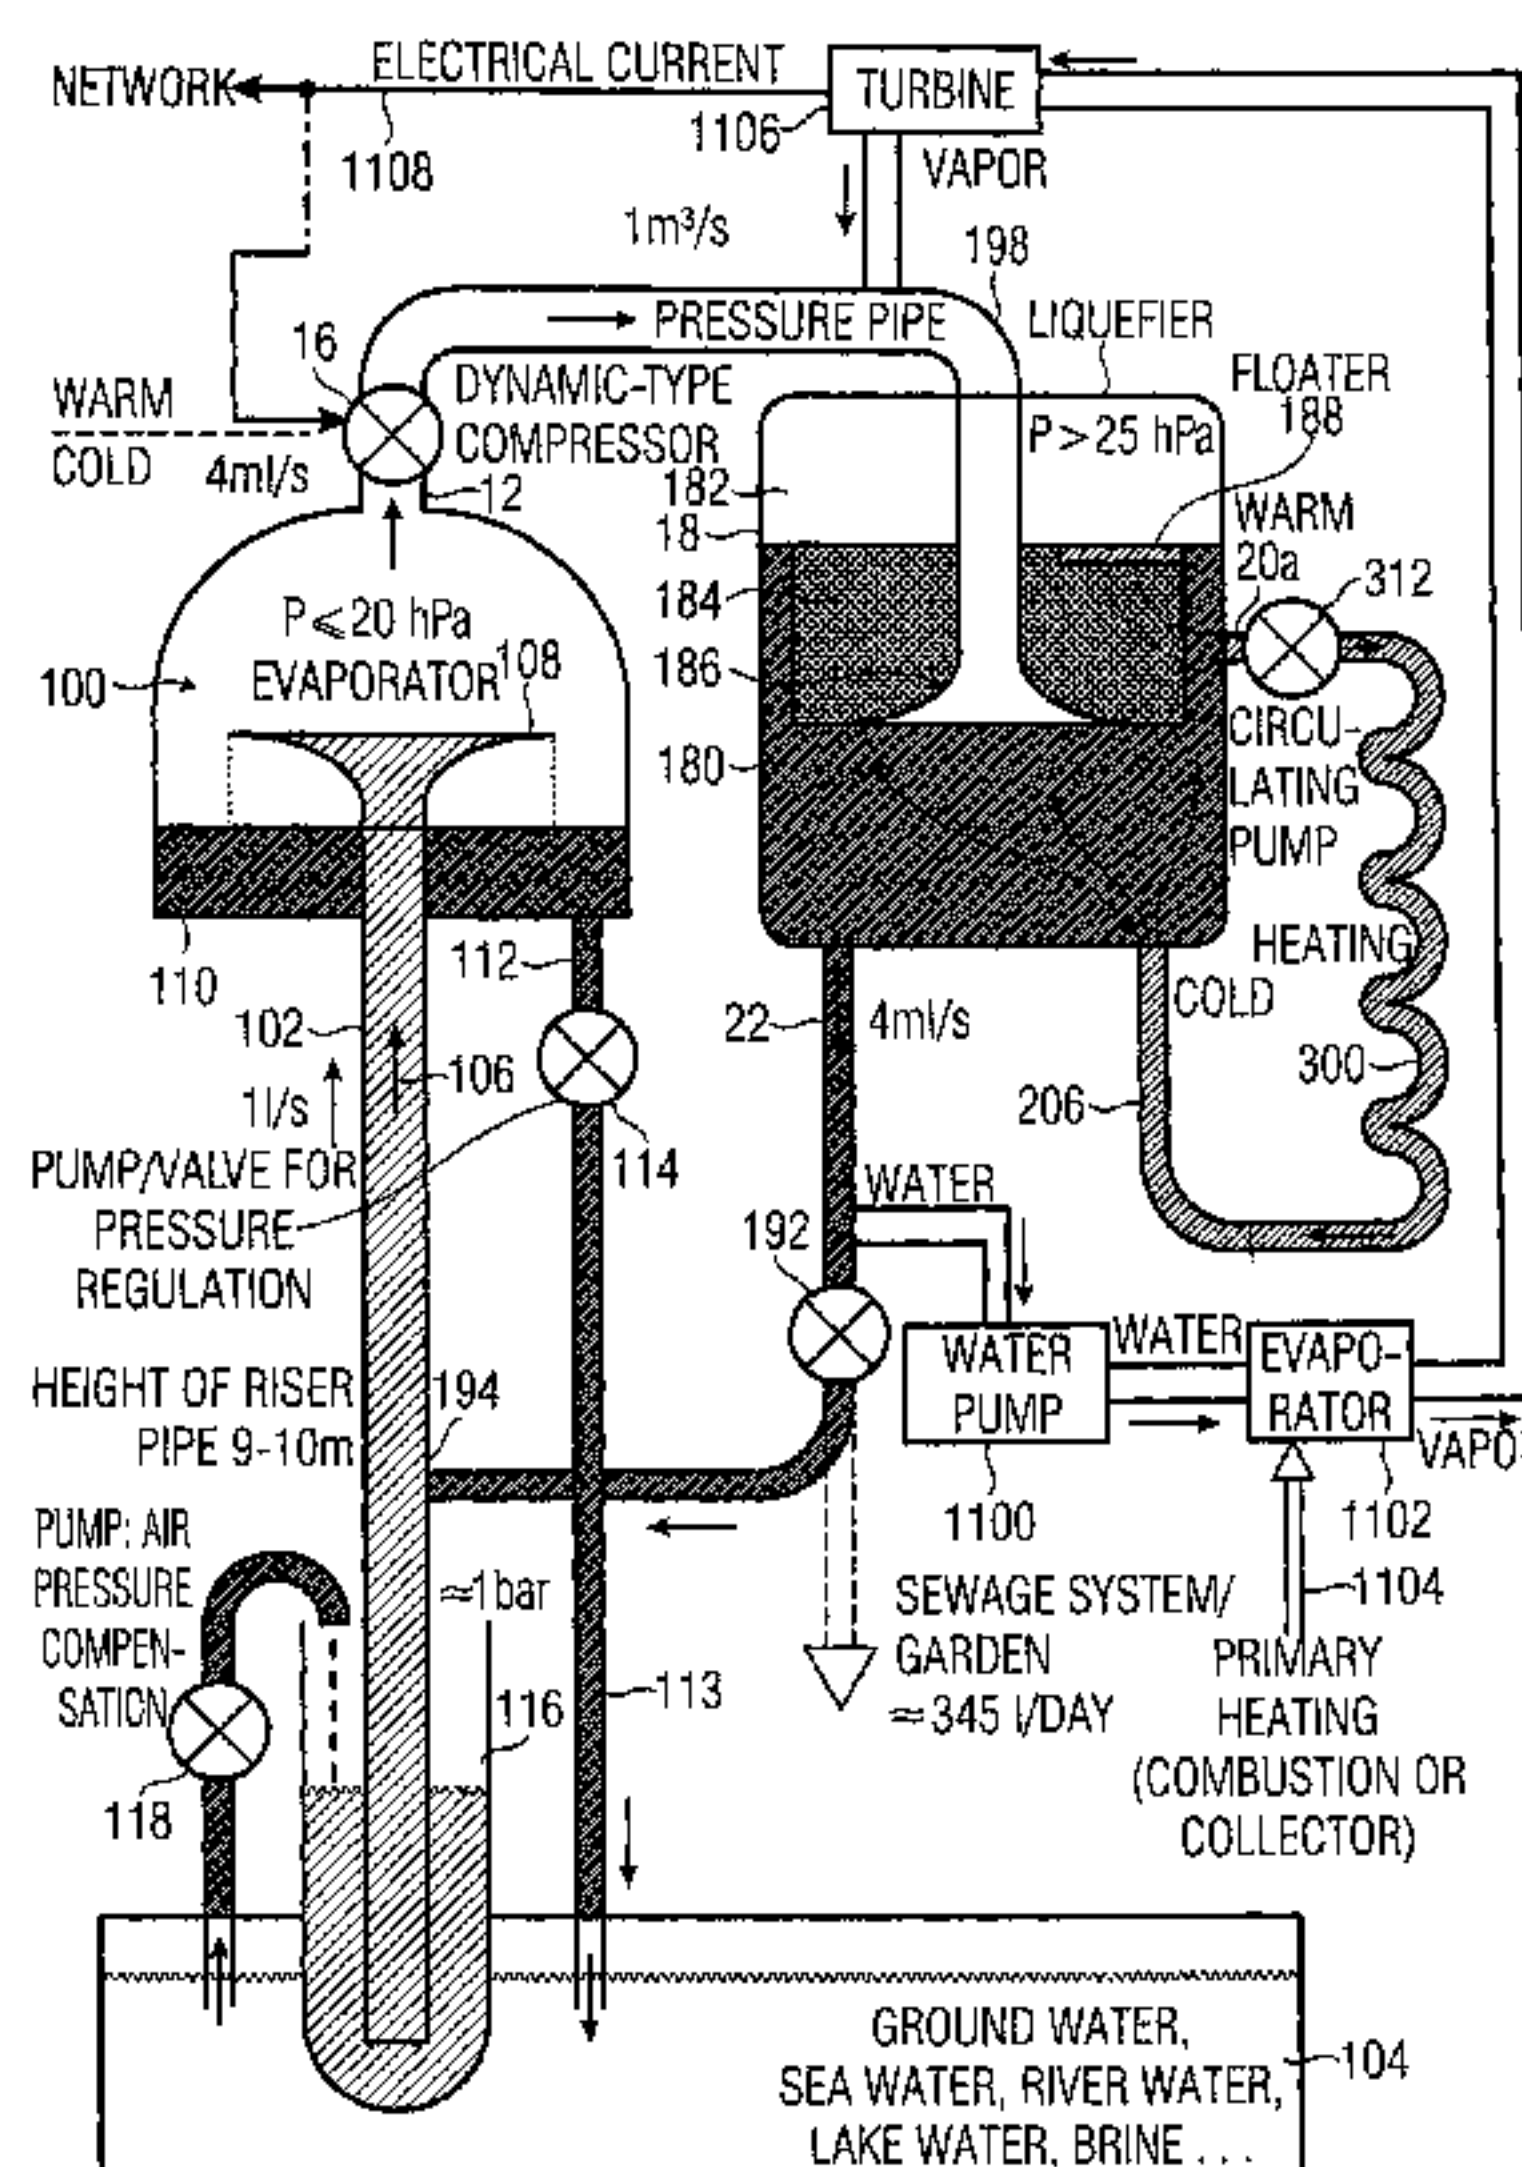 ELECTRICAL CURRENT
NETWORK
TURBINE
1106
1108
VAPOR
1m³/s
198
PRESSURE PIPE
LIQUEFIER
16
FLOATER
188
WARM
DYNAMIC-TYPE
COMPRESSOR
P>25 hPa
COLD
4ml/s
182
12
18
WARM
20a
312
184
P⩽20 hPa
EVAPORATOR
108
100
186
CIRCU-
LATING
PUMP
180
HEATING
112
110
COLD
102
22
4ml/s
106
300
1l/s
206
PUMP/VALVE FOR
PRESSURE
REGULATION
114
WATER
192
WATER
PUMP
WATER
EVAPO-
RATOR
HEIGHT OF RISER
PIPE 9-10m
194
VAPO
1100
1102
PUMP: AIR
PRESSURE
COMPEN-
SATION
≈1bar
1104
SEWAGE SYSTEM/
GARDEN
≈345 l/DAY
PRIMARY
HEATING
(COMBUSTION OR
COLLECTOR)
113
116
118
GROUND WATER,
SEA WATER, RIVER WATER,
LAKE WATER, BRINE . . .
104